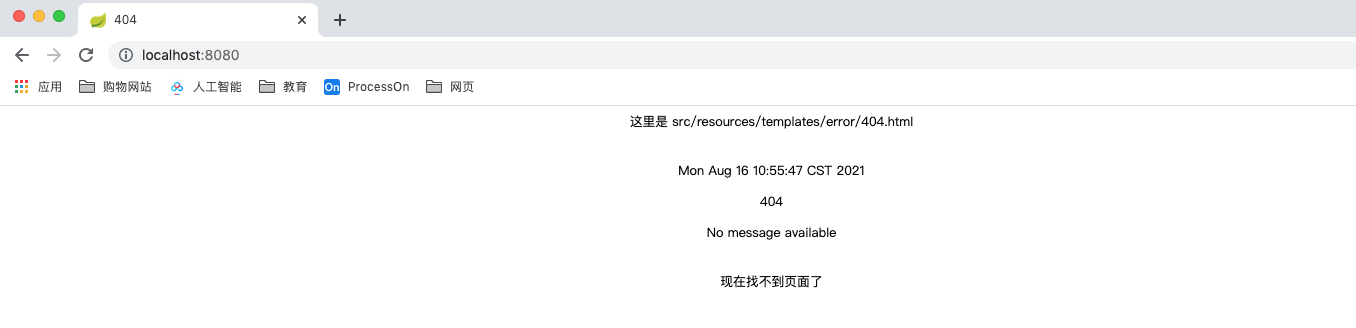 404
localhost:8080
应用 购物网站 人工智能 教育 On ProcessOn 网页
这里是 src/resources/templates/error/404.html
Mon Aug 16 10:55:47 CST 2021
404
No message available
现在找不到页面了